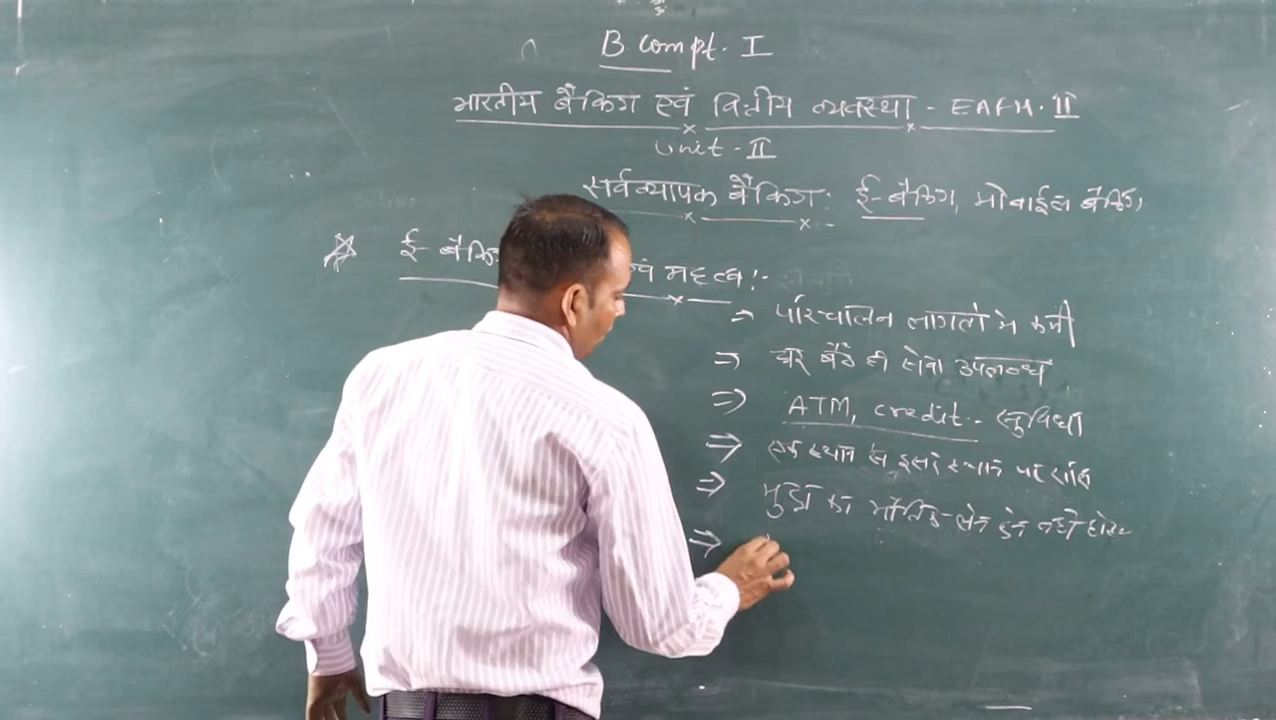 B Compt. I
भारतीय बैंकिंग एवं वित्तीय व्यवस्था - EAFM. II
Unit - II
सर्वव्यापक बैंकिंग: ई-बैंकिंग, मोबाईल बैंकिंग,
ई-बैंकिंग एवं महत्व :-
⇒ परिचालन लागतों मे कमी
⇒ घर बैठे ही सेवा उपलब्ध
⇒ ATM, credit.. सुविधा
⇒ एक स्थान से दूसरे स्थान पर राशि
⇒ मुद्रा का भौतिक लेन देन नही होता
⇒